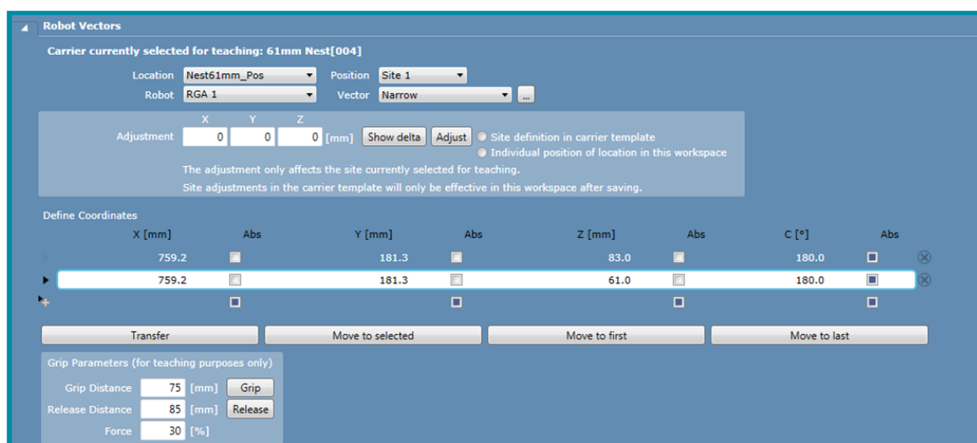 Robot Vectors
Carrier currently selected for teaching: 61mm Nest[004]
Location Nest61mm_Pos Position Site 1
Robot RGA 1 Vector Narrow ...
X Y Z
Adjustment 0 0 0 [mm] Show delta Adjust Site definition in carrier template
Individual position of location in this workspace
The adjustment only affects the site currently selected for teaching.
Site adjustments in the carrier template will only be effective in this workspace after saving.
Define Coordinates
X [mm] Abs Y [mm] Abs Z [mm] Abs C [°] Abs
759.2 181.3 83.0 180.0
759.2 181.3 61.0 180.0
Transfer Move to selected Move to first Move to last
Grip Parameters (for teaching purposes only)
Grip Distance 75 [mm] Grip
Release Distance 85 [mm] Release
Force 30 [%]